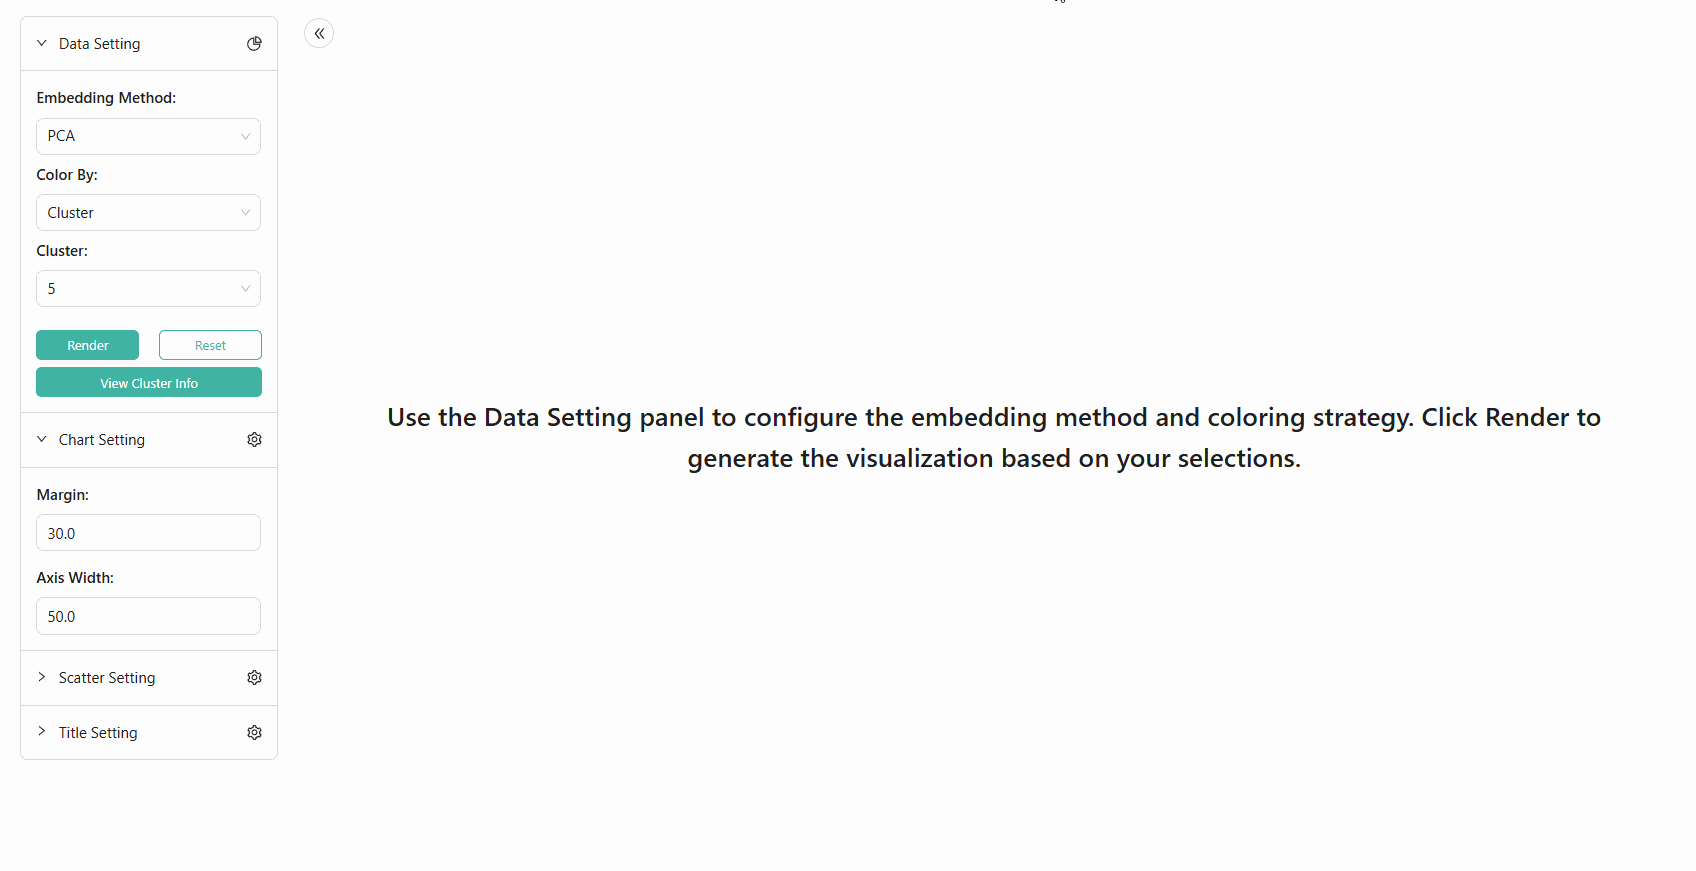 Data Setting
Embedding Method:
PCA
Color By:
Cluster
Cluster:
5
Render
Reset
View Cluster Info
Chart Setting
Margin:
30.0
Axis Width:
50.0
Scatter Setting
Title Setting
Use the Data Setting panel to configure the embedding method and coloring strategy. Click Render to
generate the visualization based on your selections.